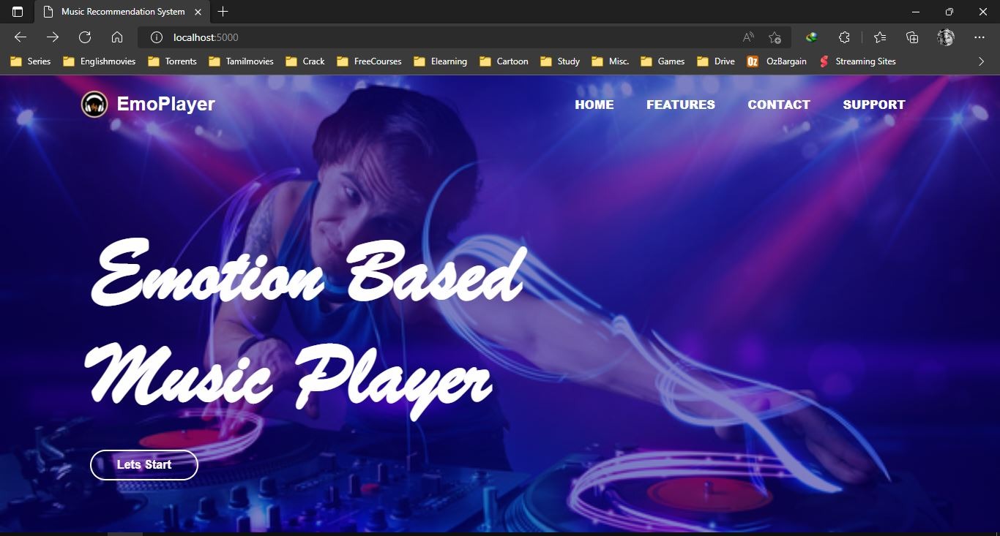 Music Recommendation System
localhost:5000
Series Englishmovies Torrents Tamilmovies Crack FreeCourses Elearning Cartoon Study Misc. Games Drive OZ OzBargain Streaming Sites
EmoPlayer HOME FEATURES CONTACT SUPPORT
Emotion Based
Music Player
Lets Start